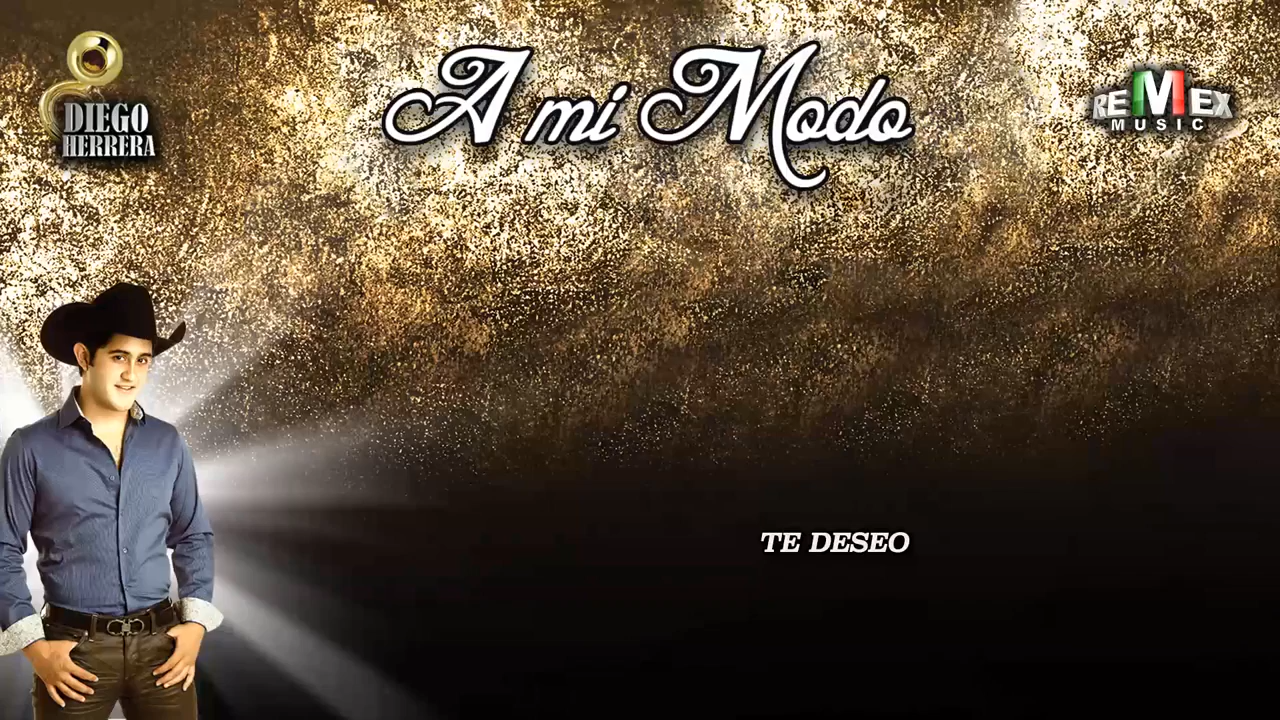 DIEGO
HERRERA
A mi Modo
REMEX
MUSIC
TE DESEO